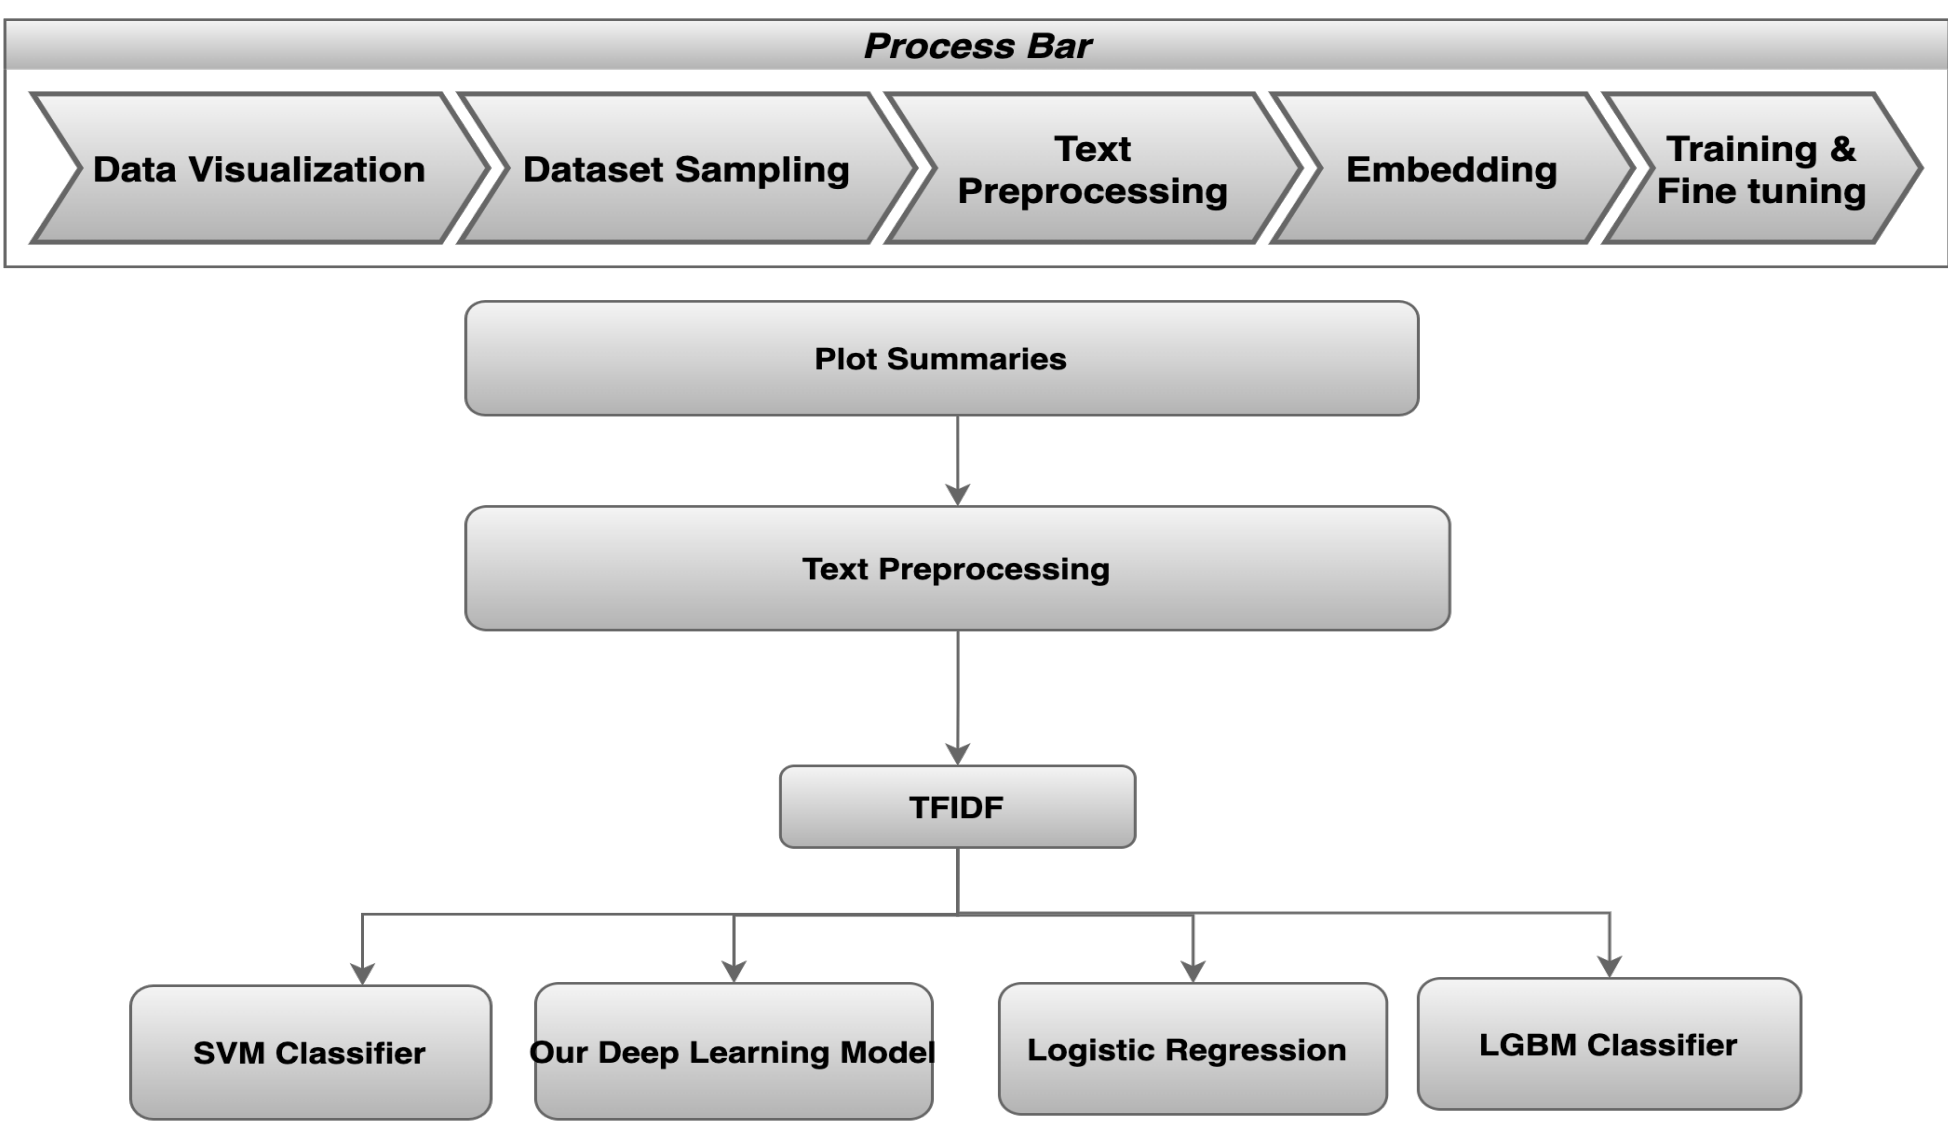 Process Bar
Data Visualization
Dataset Sampling
Text
Preprocessing
Embedding
Training &
Fine tuning
Plot Summaries
Text Preprocessing
TFIDF
SVM Classifier
Our Deep Learning Model
Logistic Regression
LGBM Classifier